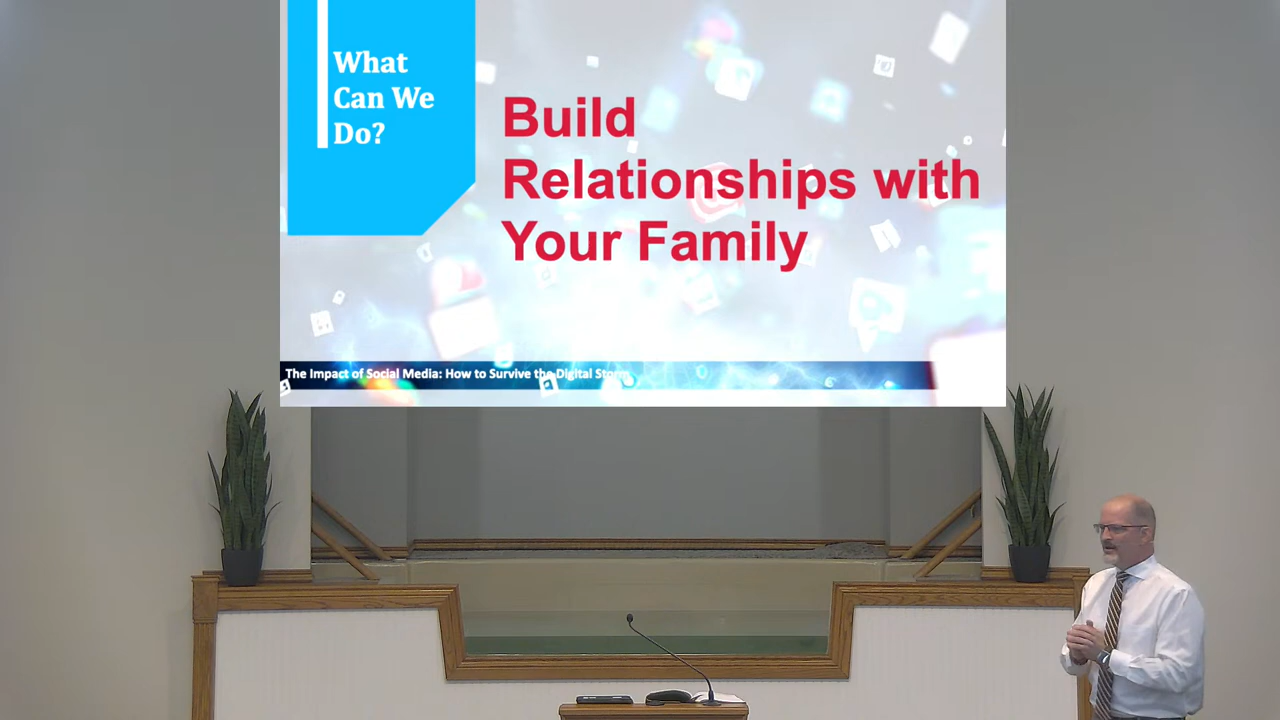 What
Can We
Do?
Build
Relationships with
Your Family
The Impact of Social Media: How to Survive the Digital Storm